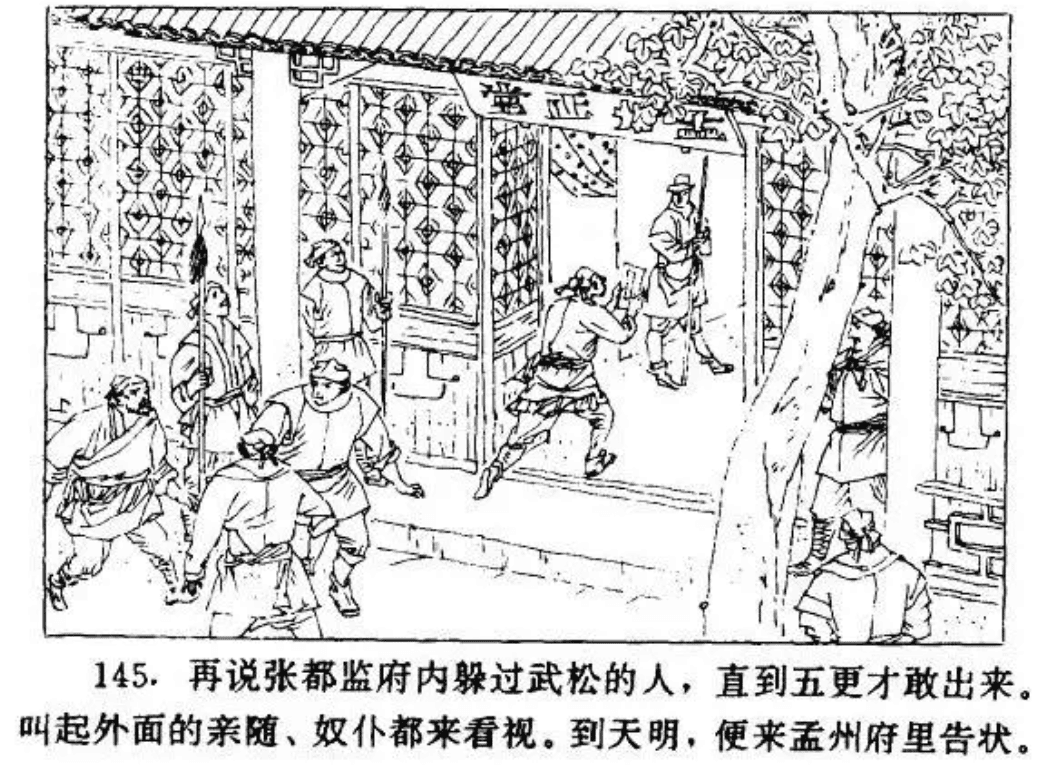 145. 再说张都监府内躲过武松的人，直到五更才敢出来。
叫起外面的亲随、奴仆都来看视。到天明，便来孟州府里告状。